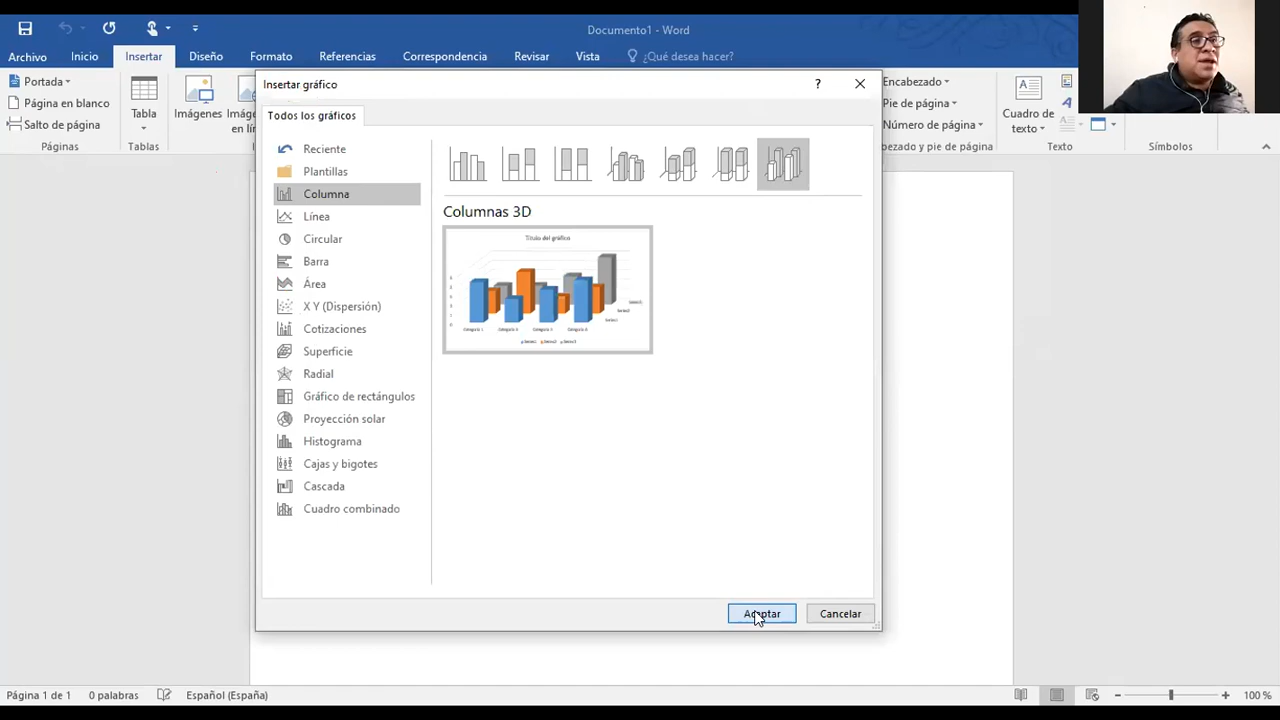 Documento1 - Word
Archivo Inicio Insertar Diseño Formato Referencias Correspondencia Revisar Vista ¿Qué desea hacer?
Portada
Página en blanco
Salto de página
Páginas
Tabla
Tablas
Imágenes
Encabezado
Pie de página
Número de página
Cuadro de
texto
Texto
Símbolos
Insertar gráfico
?
Todos los gráficos
Reciente
Plantillas
Columna
Línea
Circular
Barra
Área
X Y (Dispersión)
Cotizaciones
Superficie
Radial
Gráfico de rectángulos
Proyección solar
Histograma
Cajas y bigotes
Cascada
Cuadro combinado
Columnas 3D
Título del gráfico
Aceptar Cancelar
Página 1 de 1 0 palabras Español (España) 100 %